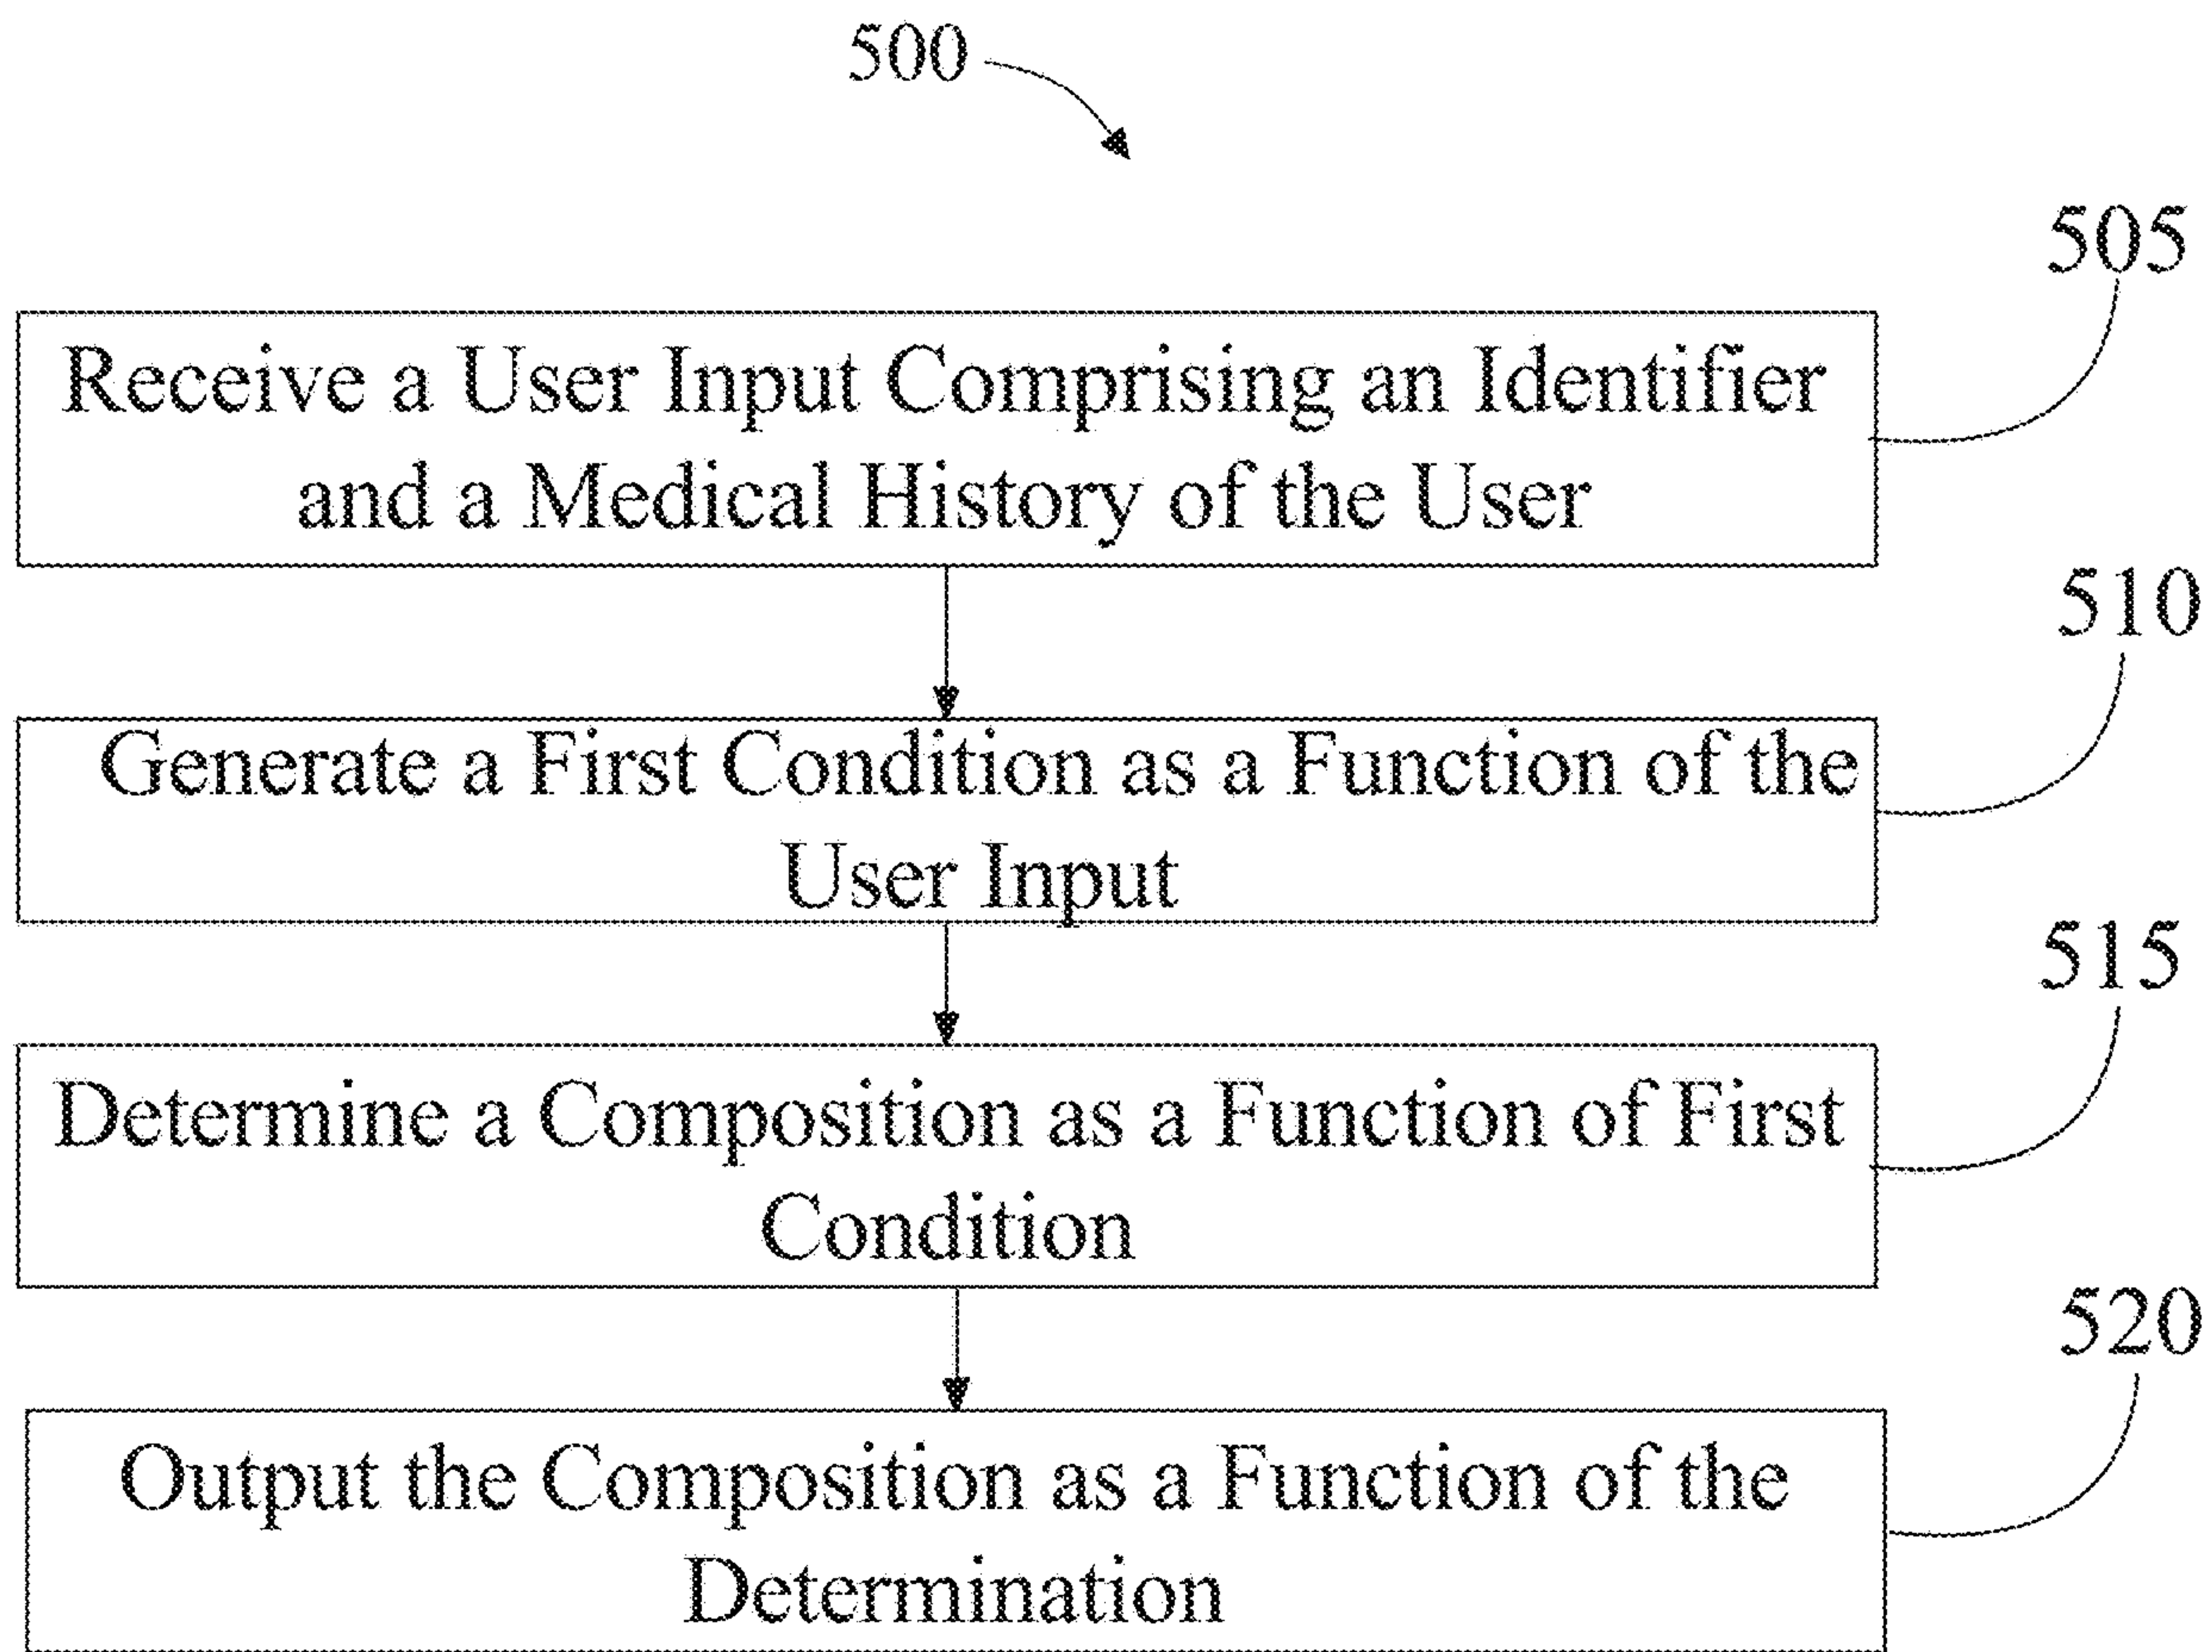 500
505
Receive a User Input Comprising an Identifier
and a Medical History of the User
510
Generate a First Condition as a Function of the
User Input
515
Determine a Composition as a Function of First
Condition
520
Output the Composition as a Function of the
Determination